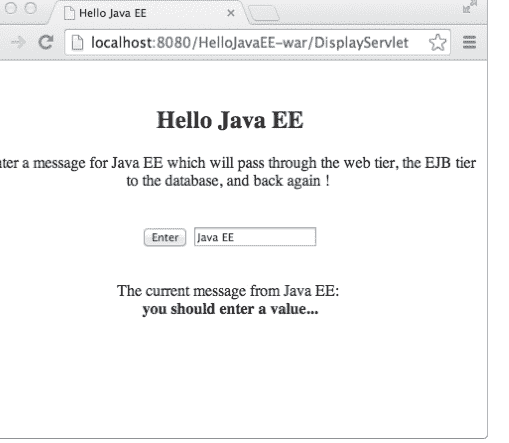 Hello Java EE
localhost:8080/HelloJavaEE-war/DisplayServlet
Hello Java EE
a message for Java EE which will pass through the web tier, the EJB tier
to the database, and back again !
Enter Java EE
The current message from Java EE:
you should enter a value...